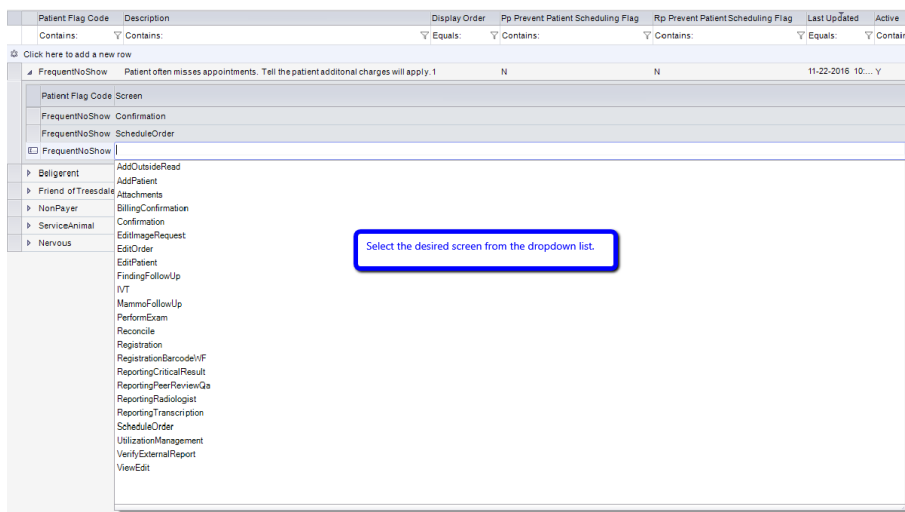 Patient Flag Code Description Display Order Pp Prevent Patient Scheduling Flag Rp Prevent Patient Scheduling Flag Last Updated Active
Contains: Contains: Equals: Contains: Contains: Equals: Contain
Click here to add a new row
FrequentNoShow Patient often misses appointments. Tell the patient additonal charges will apply. 1 N N 11-22-2016 10:... Y
Patient Flag Code Screen
FrequentNoShow Confirmation
FrequentNoShow ScheduleOrder
FrequentNoShow
Beligerent
Friend of Treesdale
NonPayer
ServiceAnimal
Nervous
AddOutsideRead
AddPatient
Attachments
BillingConfirmation
Confirmation
EditImageRequest
EditOrder
EditPatient
FindingFollowUp
IVT
MammoFollowUp
PerformExam
Reconcile
Registration
RegistrationBarcodeWF
ReportingCriticalResult
ReportingPeerReviewQa
ReportingRadiologist
ReportingTranscription
ScheduleOrder
UtilizationManagement
VerifyExternalReport
ViewEdit
Select the desired screen from the dropdown list.